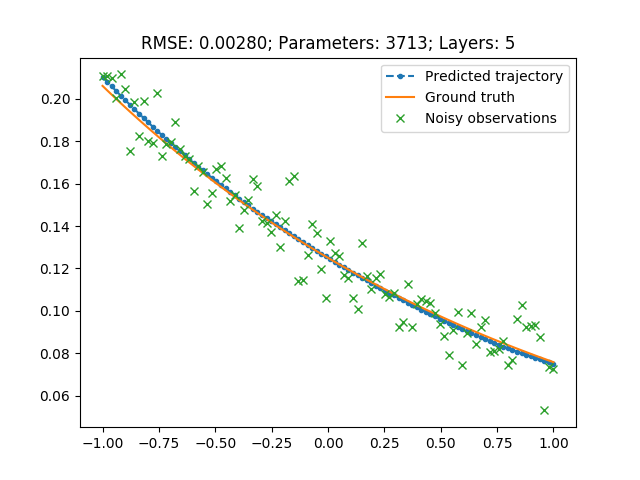 RMSE: 0.00280; Parameters: 3713; Layers: 5
Predicted trajectory
Ground truth
Noisy observations
0.20
0.18
0.16
0.14
0.12
0.10
0.08
0.06
−1.00 −0.75 −0.50 −0.25 0.00 0.25 0.50 0.75 1.00